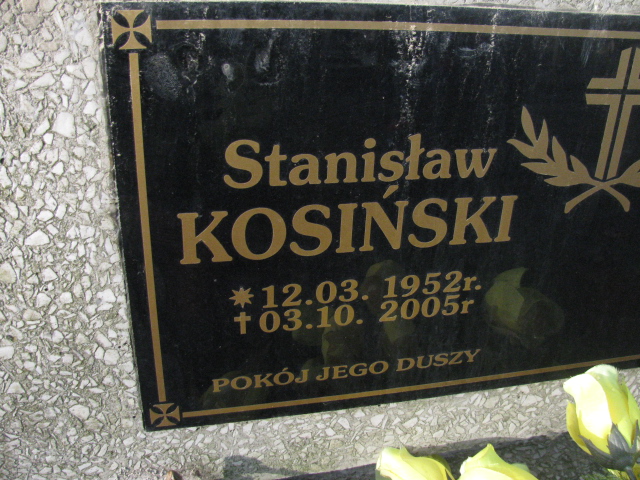 Stanisław
KOSIŃSKI
12.03. 1952r.
03.10. 2005r
POKÓJ JEGO DUSZY